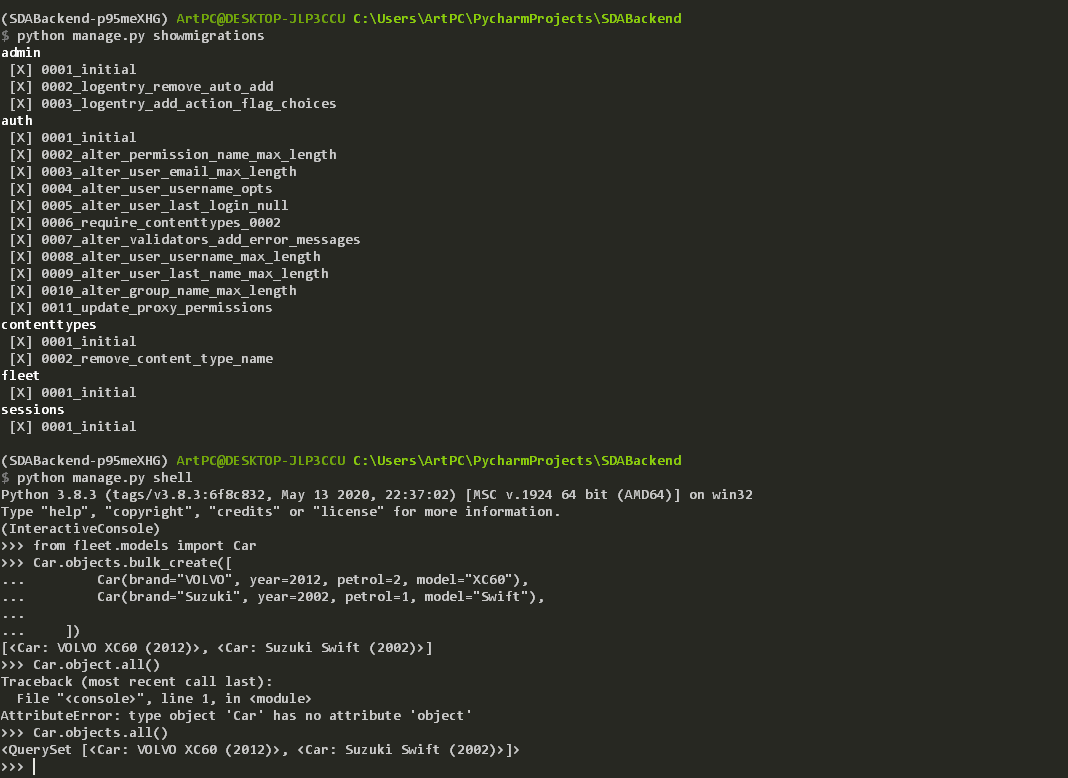 (SDABackend-p95meXHG) ArtPC@DESKTOP-JLP3CCU C:\Users\ArtPC\PycharmProjects\SDABackend
$ python manage.py showmigrations
admin
 [X] 0001_initial
 [X] 0002_logentry_remove_auto_add
 [X] 0003_logentry_add_action_flag_choices
auth
 [X] 0001_initial
 [X] 0002_alter_permission_name_max_length
 [X] 0003_alter_user_email_max_length
 [X] 0004_alter_user_username_opts
 [X] 0005_alter_user_last_login_null
 [X] 0006_require_contenttypes_0002
 [X] 0007_alter_validators_add_error_messages
 [X] 0008_alter_user_username_max_length
 [X] 0009_alter_user_last_name_max_length
 [X] 0010_alter_group_name_max_length
 [X] 0011_update_proxy_permissions
contenttypes
 [X] 0001_initial
 [X] 0002_remove_content_type_name
fleet
 [X] 0001_initial
sessions
 [X] 0001_initial

(SDABackend-p95meXHG) ArtPC@DESKTOP-JLP3CCU C:\Users\ArtPC\PycharmProjects\SDABackend
$ python manage.py shell
Python 3.8.3 (tags/v3.8.3:6f8c832, May 13 2020, 22:37:02) [MSC v.1924 64 bit (AMD64)] on win32
Type "help", "copyright", "credits" or "license" for more information.
(InteractiveConsole)
>>> from fleet.models import Car
>>> Car.objects.bulk_create([
...         Car(brand="VOLVO", year=2012, petrol=2, model="XC60"),
...         Car(brand="Suzuki", year=2002, petrol=1, model="Swift"),
...
...     ])
[<Car: VOLVO XC60 (2012)>, <Car: Suzuki Swift (2002)>]
>>> Car.object.all()
Traceback (most recent call last):
  File "<console>", line 1, in <module>
AttributeError: type object 'Car' has no attribute 'object'
>>> Car.objects.all()
<QuerySet [<Car: VOLVO XC60 (2012)>, <Car: Suzuki Swift (2002)>]>
>>>